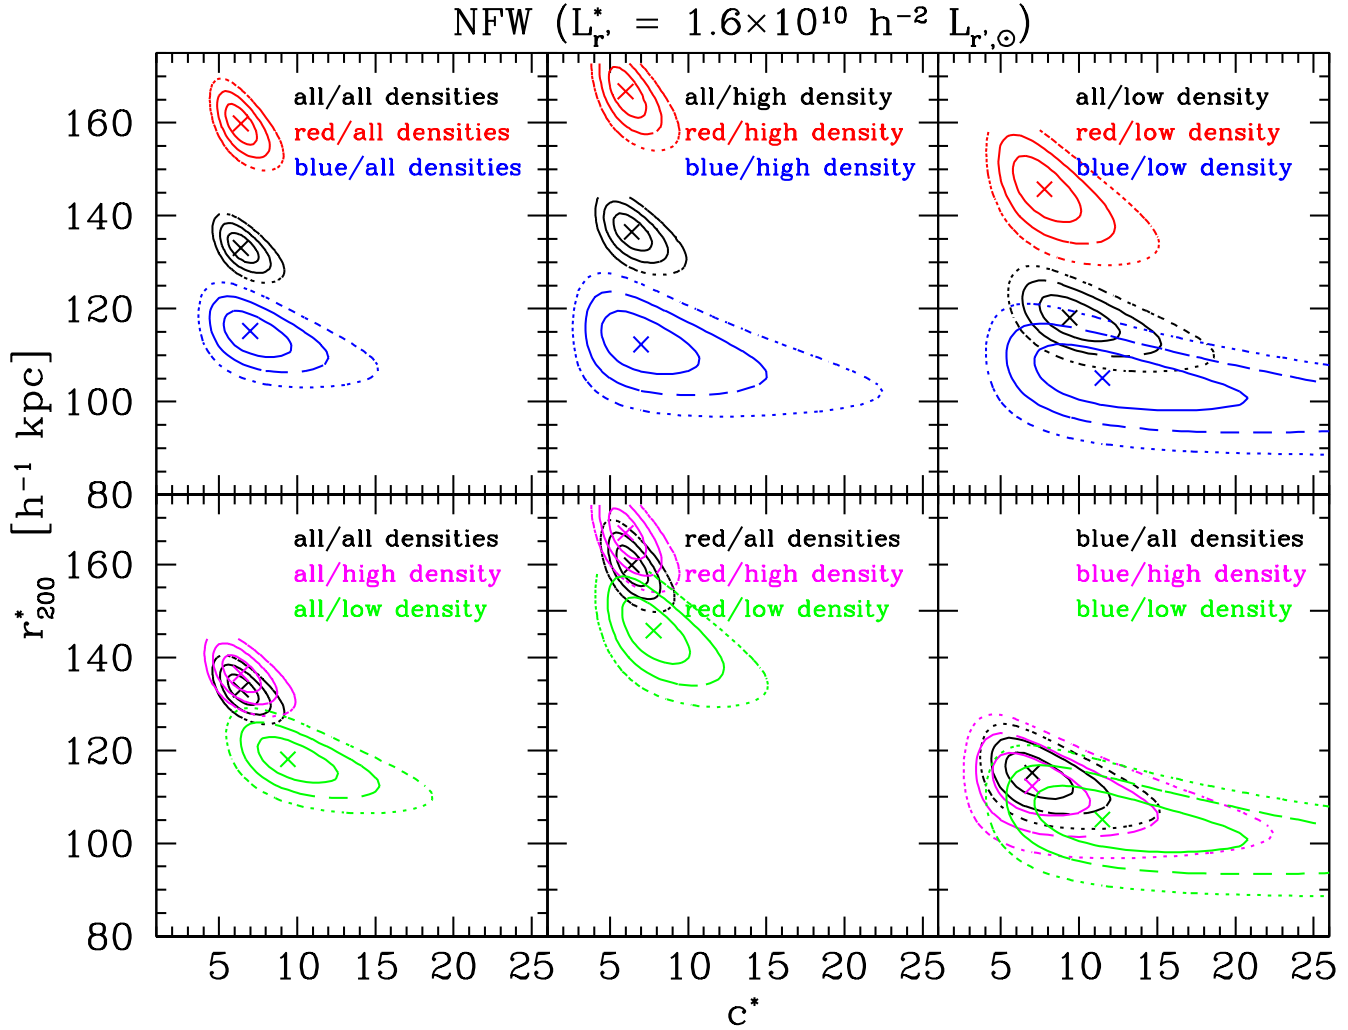 NFW (L*r' = 1.6×10¹⁰ h⁻² Lr',⊙)
all/all densities
red/all densities
blue/all densities
all/high density
red/high density
blue/high density
all/low density
red/low density
blue/low density
160
140
120
100
80
all/all densities
all/high density
all/low density
red/all densities
red/high density
red/low density
blue/all densities
blue/high density
blue/low density
160
140
120
100
80
r*200 [h⁻¹ kpc]
5 10 15 20 25 5 10 15 20 25 5 10 15 20 25
c*